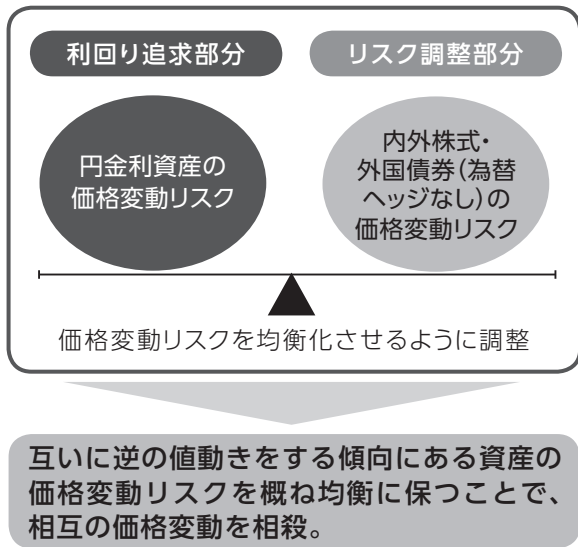 利回り追求部分
リスク調整部分
円金利資産の
価格変動リスク
内外株式・
外国債券(為替
ヘッジなし)の
価格変動リスク
価格変動リスクを均衡化させるように調整
互いに逆の値動きをする傾向にある資産の
価格変動リスクを概ね均衡に保つことで、
相互の価格変動を相殺。